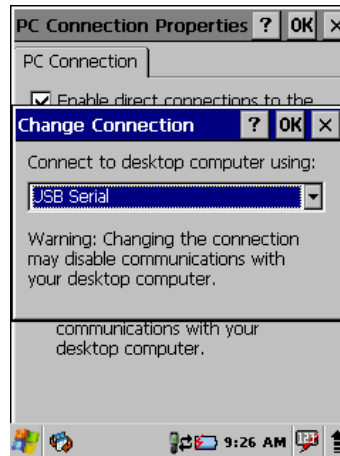 PC Connection Properties ? OK ×
PC Connection
Enable direct connections to the
Change Connection ? OK ×
Connect to desktop computer using:
USB Serial
Warning: Changing the connection
may disable communications with
your desktop computer.
communications with your
desktop computer.
9:26 AM